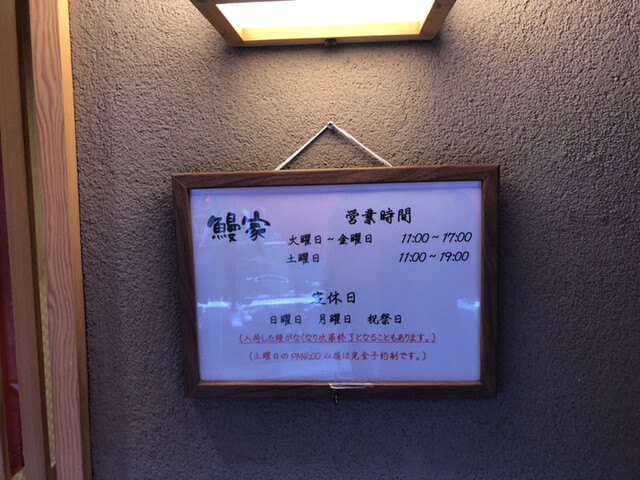 鰻家
営業時間
火曜日~金曜日 11:00~17:00
土曜日 11:00~19:00
定休日
日曜日 月曜日 祝祭日
(入荷した鰻がなくなり次第終了となることもあります。)
(土曜日のPM4:00以降は完全予約制です。)